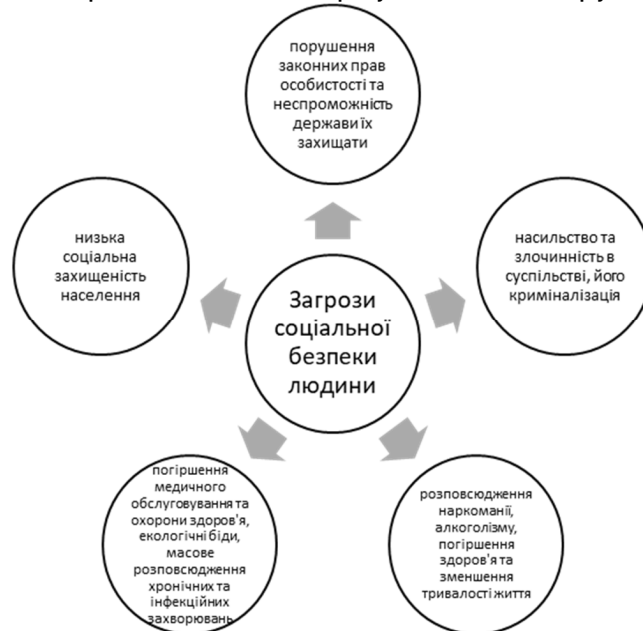 порушення
законних прав
особистості та
неспроможність
держави їх
захищати
низька
соціальна
захищеність
населення
насильство та
злочинність в
суспільстві, його
криміналізація
Загрози
соціальної
безпеки
людини
погіршення
медичного
обслуговування та
охорони здоров'я,
екологічні біди,
масове
розповсюдження
хронічних та
інфекційних
захворювань
розповсюдження
наркоманії,
алкоголізму,
погіршення
здоров'я та
зменшення
тривалості життя